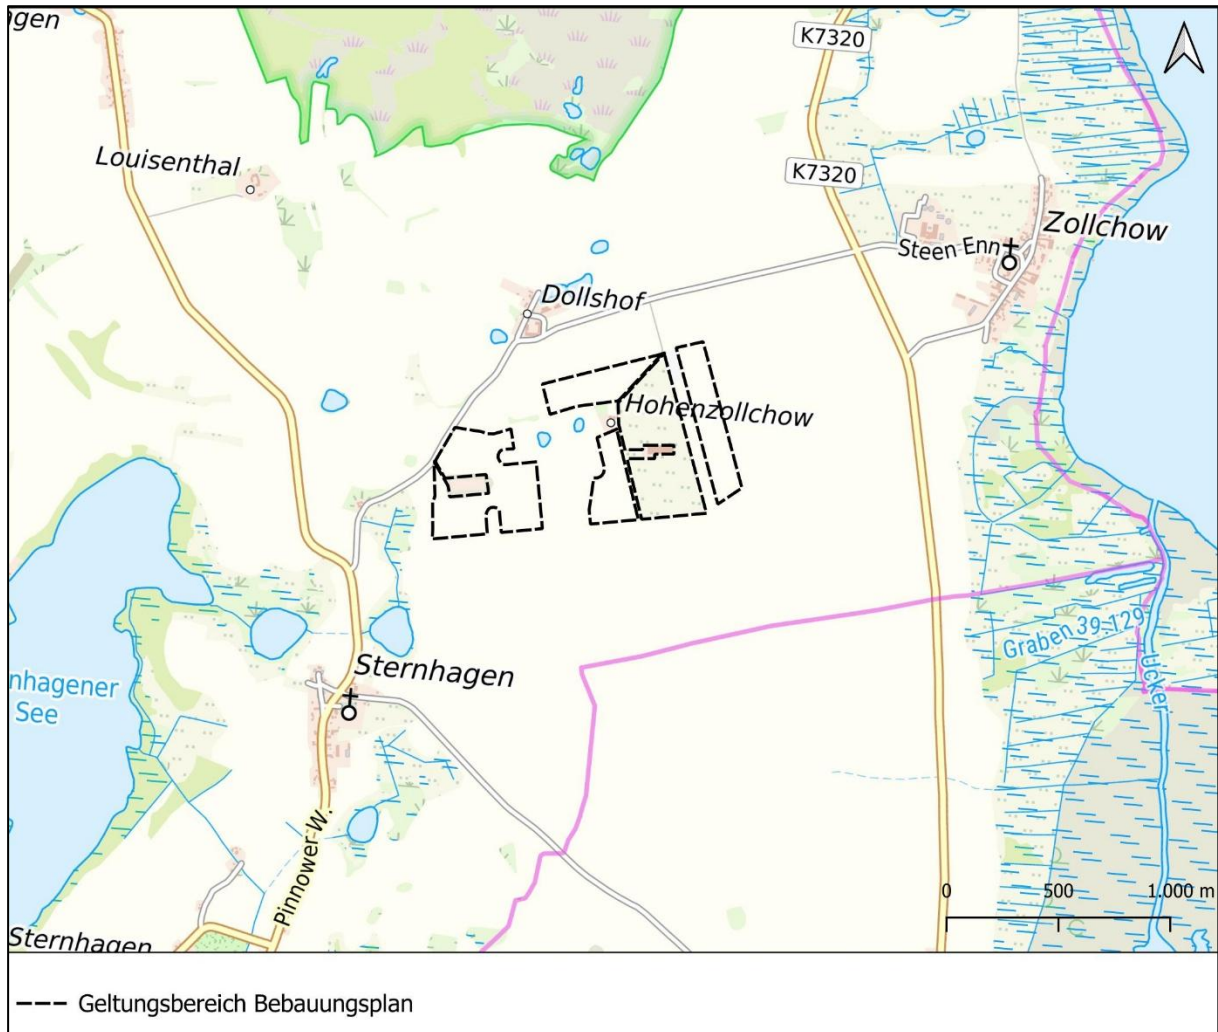 gen
K7320
Louisenthal
K7320
Zollchow
Steen Enn
Dollshof
Hohenzollchow
Graben 39.129
Ucker
Sternhagen
nhagener
See
Pinnower W.
Sternhagen
0 500 1.000 m
Geltungsbereich Bebauungsplan